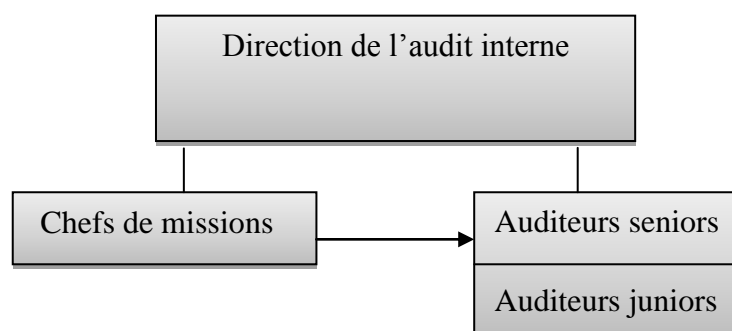 Direction de l’audit interne
Chefs de missions
Auditeurs seniors
Auditeurs juniors